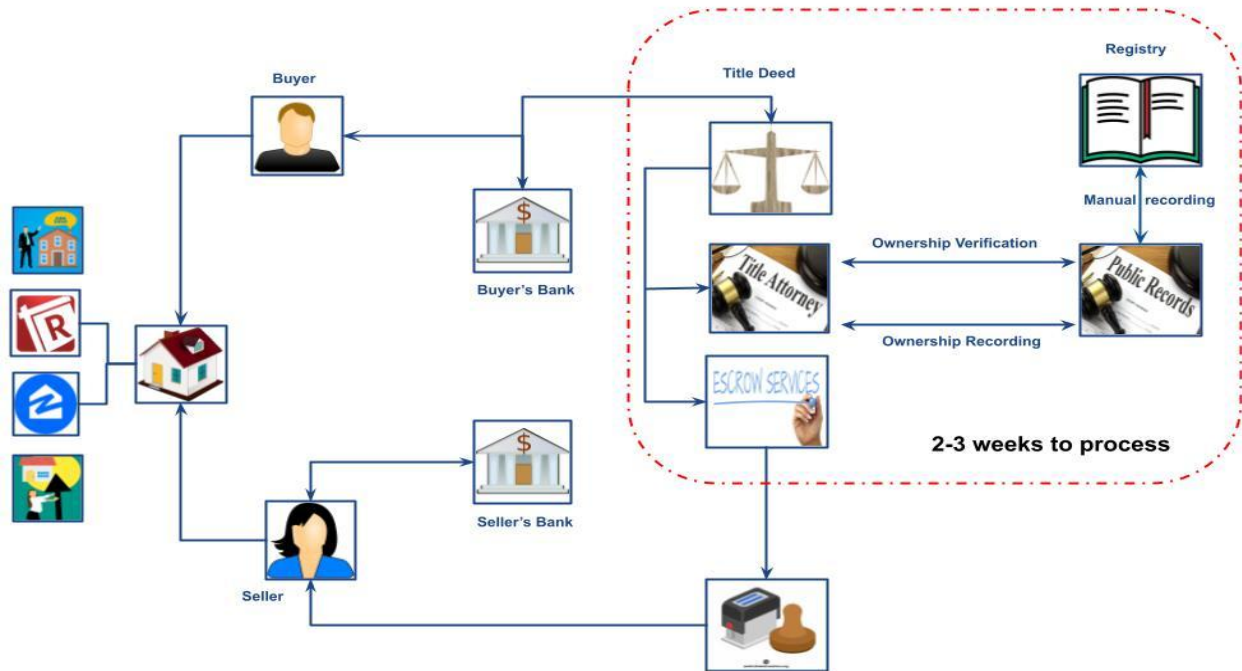 Buyer
Title Deed
Registry
$
Buyer's Bank
Manual recording
Title Attorney
Ownership Verification
Public Records
Ownership Recording
R
Z
ESCROW SERVICES
2-3 weeks to process
$
Seller's Bank
Seller